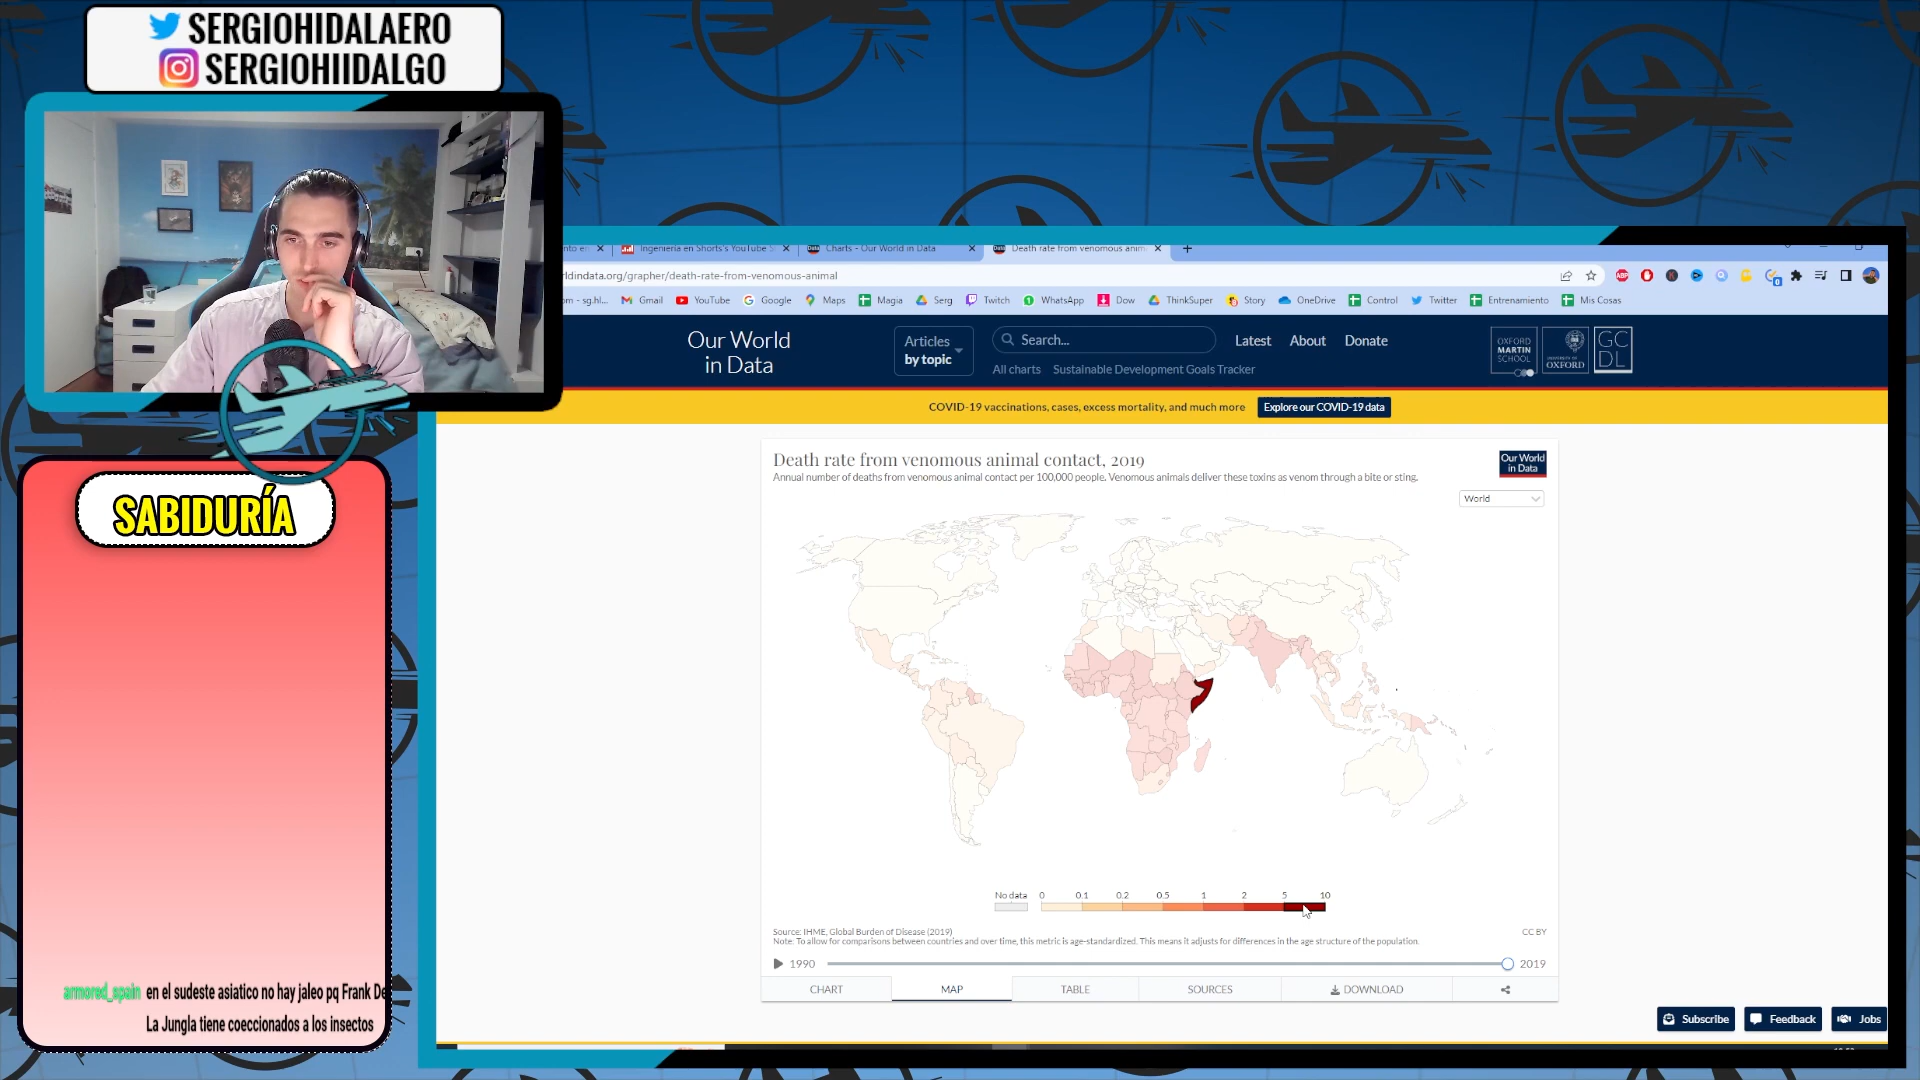 SERGIOHIDALAERO
SERGIOHIIDALGO
Ingeniería en Shorts's YouTube S
Charts - Our World in Data
Death rate from venomous anim
ldindata.org/grapher/death-rate-from-venomous-animal
Gmail YouTube Google Maps Magia Serg Twitch WhatsApp Dow ThinkSuper Story OneDrive Control Twitter Entrenamiento Mis Cosas
Our World
in Data
Articles
by topic
Search...
Latest About Donate
All charts Sustainable Development Goals Tracker
OXFORD
MARTIN
SCHOOL
UNIVERSITY OF
OXFORD
GC
DL
COVID-19 vaccinations, cases, excess mortality, and much more Explore our COVID-19 data
Death rate from venomous animal contact, 2019
Annual number of deaths from venomous animal contact per 100,000 people. Venomous animals deliver these toxins as venom through a bite or sting.
Our World
in Data
World
No data 0 0.1 0.2 0.5 1 2 5 10
Source: IHME, Global Burden of Disease (2019)
CC BY
Note: To allow for comparisons between countries and over time, this metric is age-standardized. This means it adjusts for differences in the age structure of the population.
1990 2019
CHART MAP TABLE SOURCES DOWNLOAD
Subscribe Feedback Jobs
SABIDURÍA
armored_spain en el sudeste asiatico no hay jaleo pq Frank De
La Jungla tiene coeccionados a los insectos